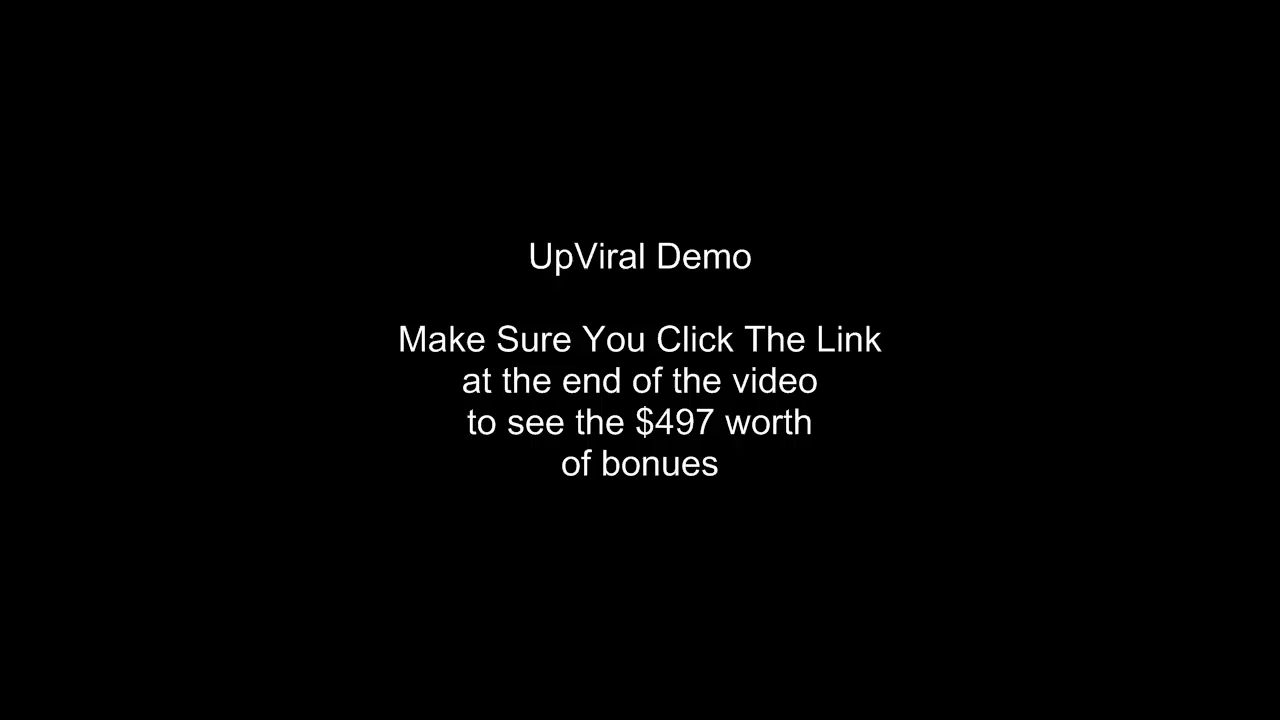 UpViral Demo
Make Sure You Click The Link
at the end of the video
to see the $497 worth
of bonues